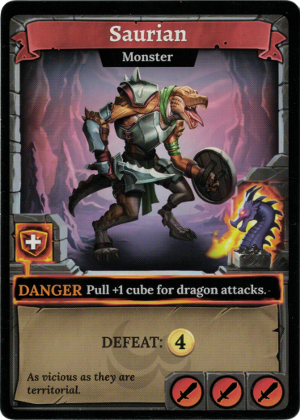 Saurian
Monster
DANGER Pull +1 cube for dragon attacks.
DEFEAT: 4
As vicious as they are
territorial.